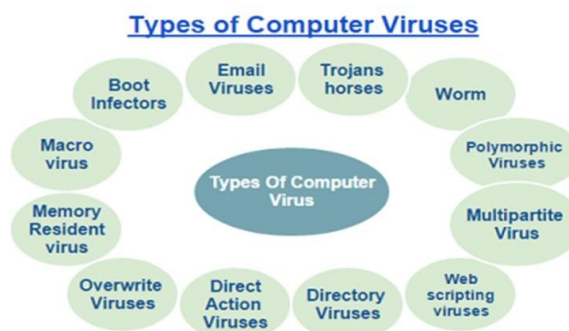 Types of Computer Viruses
Email
Viruses
Trojans
horses
Boot
Infectors
Worm
Macro
virus
Polymorphic
Viruses
Types Of Computer
Virus
Memory
Resident
virus
Multipartite
Virus
Overwrite
Viruses
Direct
Action
Viruses
Directory
Viruses
Web
scripting
viruses